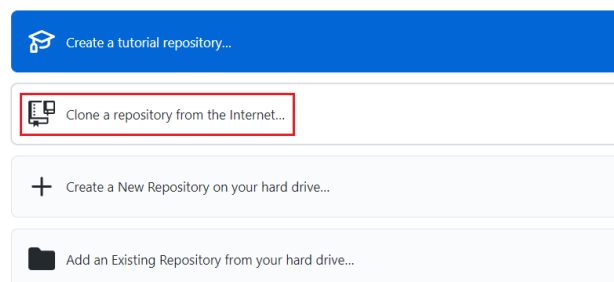 Create a tutorial repository...
Clone a repository from the Internet...
Create a New Repository on your hard drive...
Add an Existing Repository from your hard drive...